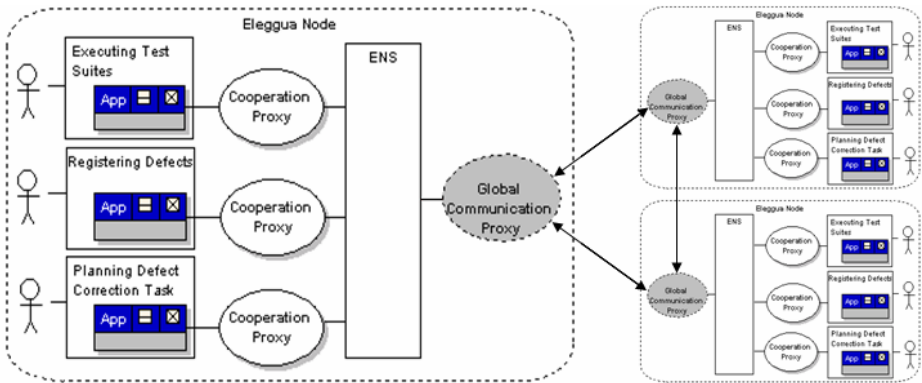 Eleggua Node
Executing Test
Suites
App
Cooperation
Proxy
Registering Defects
App
Cooperation
Proxy
Planning Defect
Correction Task
App
Cooperation
Proxy
ENS
Global
Communication
Proxy
Eleggua Node
ENS
Global
Communication
Proxy
Cooperation
Proxy
Executing Test
Suites
App
Cooperation
Proxy
Registering Defects
App
Cooperation
Proxy
Planning Defect
Correction Task
App
Eleggua Node
ENS
Global
Communication
Proxy
Cooperation
Proxy
Executing Test
Suites
App
Cooperation
Proxy
Registering Defects
App
Cooperation
Proxy
Planning Defect
Correction Task
App